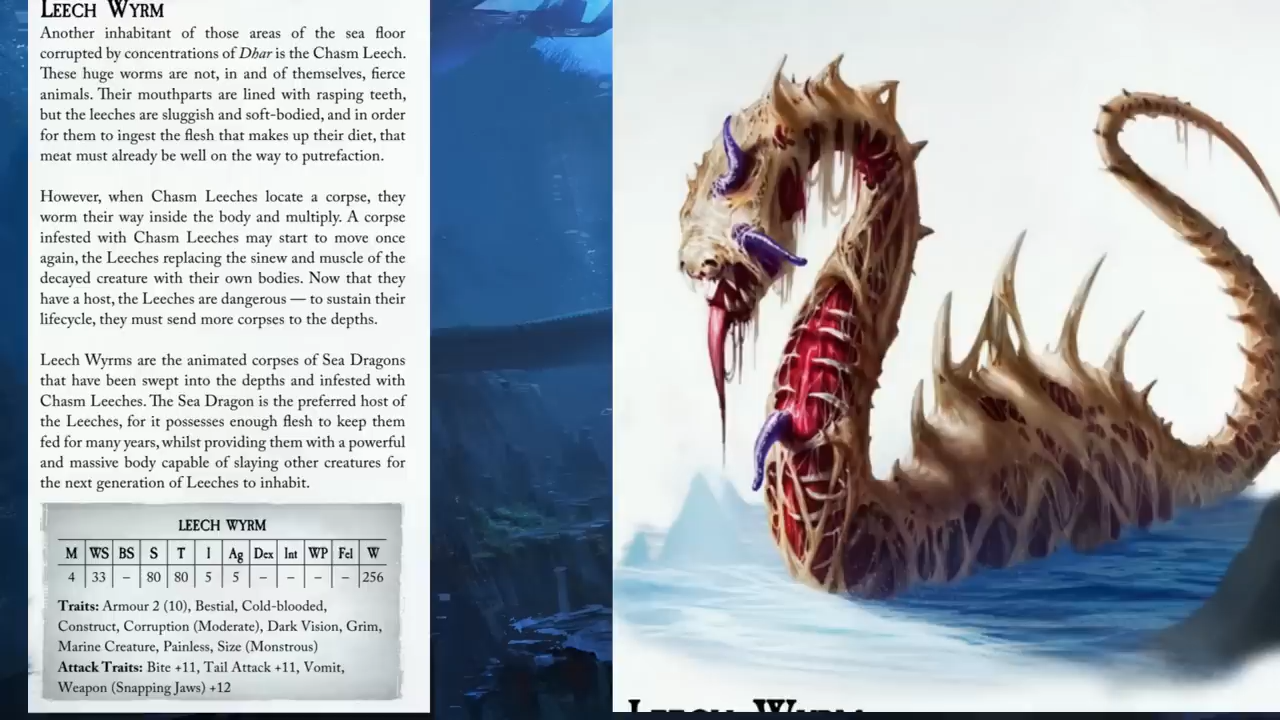 LEECH WYRM
Another inhabitant of those areas of the sea floor
corrupted by concentrations of Dhar is the Chasm Leech.
These huge worms are not, in and of themselves, fierce
animals. Their mouthparts are lined with rasping teeth,
but the leeches are sluggish and soft-bodied, and in order
for them to ingest the flesh that makes up their diet, that
meat must already be well on the way to putrefaction.
However, when Chasm Leeches locate a corpse, they
worm their way inside the body and multiply. A corpse
infested with Chasm Leeches may start to move once
again, the Leeches replacing the sinew and muscle of the
decayed creature with their own bodies. Now that they
have a host, the Leeches are dangerous — to sustain their
lifecycle, they must send more corpses to the depths.
Leech Wyrms are the animated corpses of Sea Dragons
that have been swept into the depths and infested with
Chasm Leeches. The Sea Dragon is the preferred host of
the Leeches, for it possesses enough flesh to keep them
fed for many years, whilst providing them with a powerful
and massive body capable of slaying other creatures for
the next generation of Leeches to inhabit.
LEECH WYRM
M WS BS S T I Ag Dex Int WP Fel W
4 33 – 80 80 5 5 – – – – 256
Traits: Armour 2 (10), Bestial, Cold-blooded,
Construct, Corruption (Moderate), Dark Vision, Grim,
Marine Creature, Painless, Size (Monstrous)
Attack Traits: Bite +11, Tail Attack +11, Vomit,
Weapon (Snapping Jaws) +12
LEECH WYRM